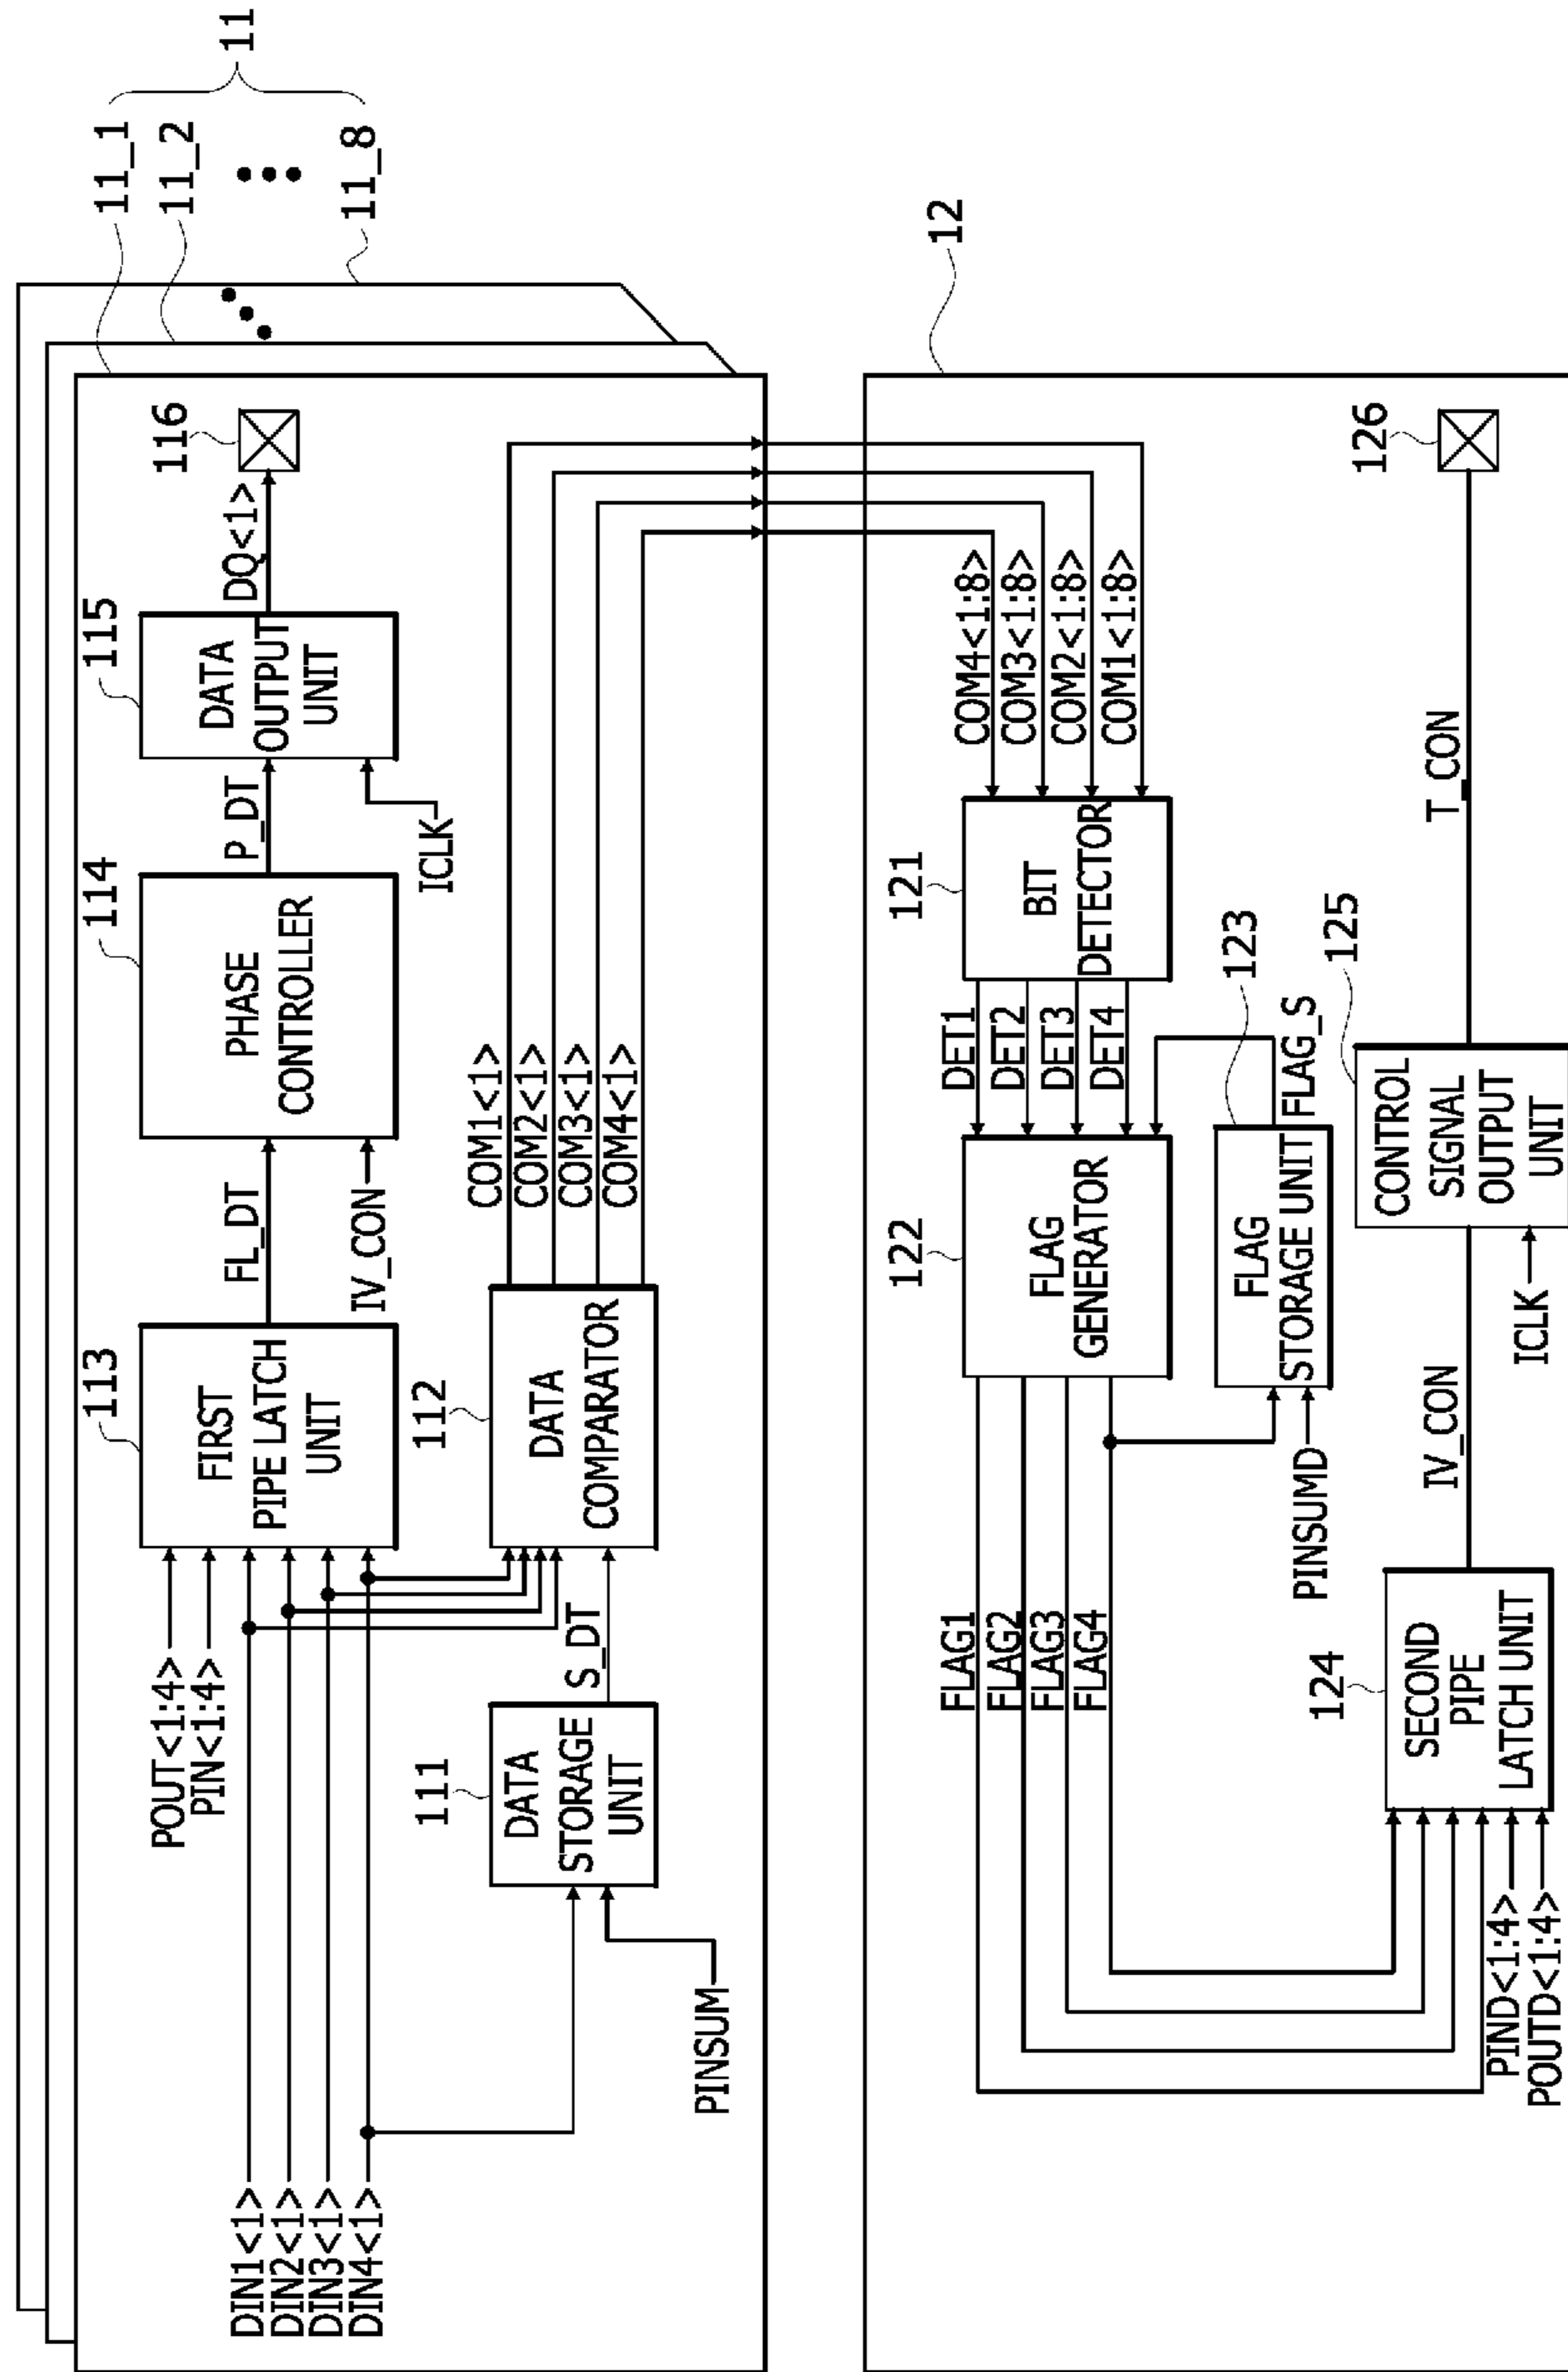 11
11_1
11_2
11_8
113
FIRST
PIPE LATCH
UNIT
POUT<1:4>
PIN<1:4>
FL_DT
IV_CON
114
PHASE
CONTROLLER
P_DT
ICLK
115
DATA
OUTPUT
UNIT
DQ<1>
116
DIN1<1>
DIN2<1>
DIN3<1>
DIN4<1>
111
DATA
STORAGE
UNIT
PINSUM
S_DT
112
DATA
COMPARATOR
COM1<1>
COM2<1>
COM3<1>
COM4<1>
12
COM4<1:8>
COM3<1:8>
COM2<1:8>
COM1<1:8>
121
BIT
DETECTOR
DET1
DET2
DET3
DET4
122
FLAG
GENERATOR
123
FLAG
STORAGE UNIT
FLAG_S
PINSUMD
FLAG1
FLAG2
FLAG3
FLAG4
124
SECOND
PIPE
LATCH UNIT
PIND<1:4>
POUTD<1:4>
IV_CON
125
CONTROL
SIGNAL
OUTPUT
UNIT
ICLK
T_CON
126